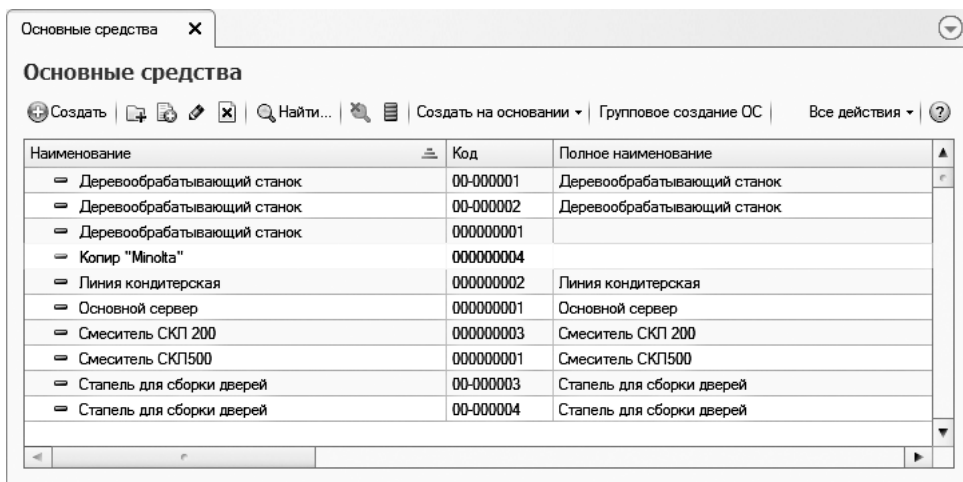 Основные средства
Основные средства
Создать Найти... Создать на основании Групповое создание ОС Все действия ?
Наименование Код Полное наименование
Деревообрабатывающий станок 00-000001 Деревообрабатывающий станок
Деревообрабатывающий станок 00-000002 Деревообрабатывающий станок
Деревообрабатывающий станок 000000001
Копир "Minolta" 000000004
Линия кондитерская 000000002 Линия кондитерская
Основной сервер 000000001 Основной сервер
Смеситель СКП 200 000000003 Смеситель СКП 200
Смеситель СКП500 000000001 Смеситель СКП500
Стапель для сборки дверей 00-000003 Стапель для сборки дверей
Стапель для сборки дверей 00-000004 Стапель для сборки дверей